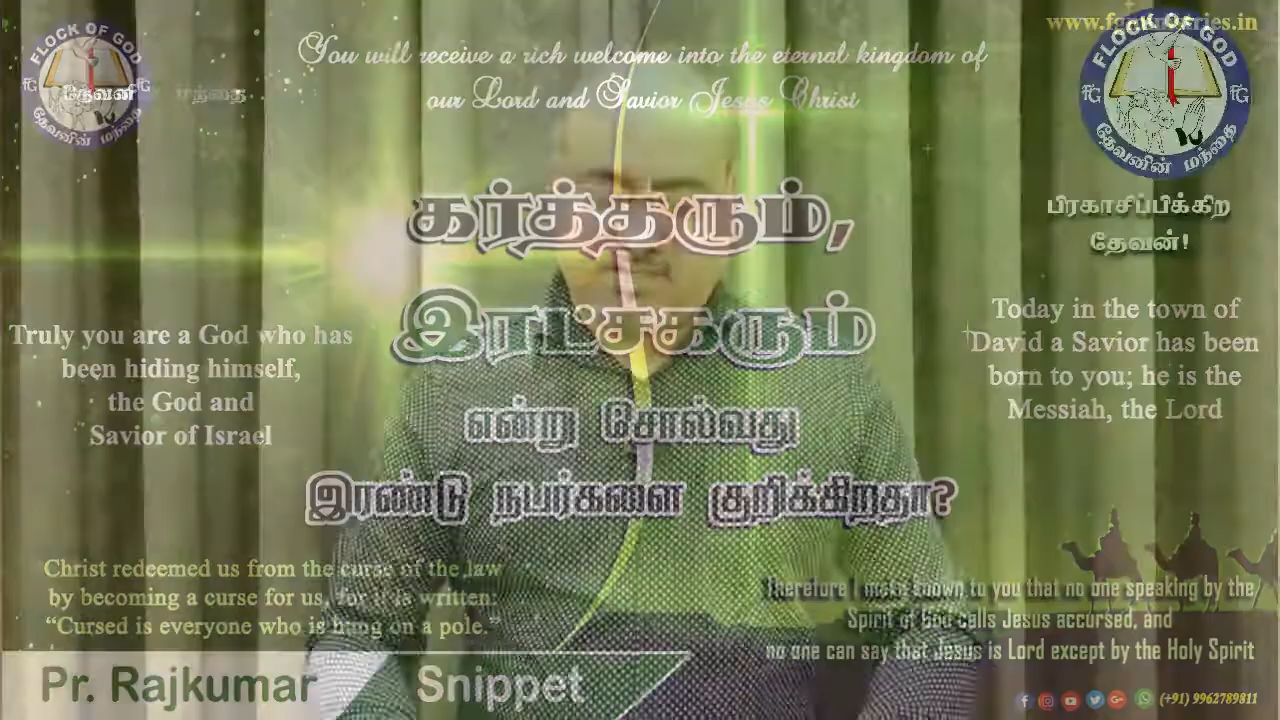 You will receive a rich welcome into the eternal kingdom of
our Lord and Savior Jesus Christ
FLOCK OF GOD
FG FG
தேவனின் மந்தை
தேவனி மந்தை
www.fgministries.in
FLOCK OF GOD
FG FG
தேவனின் மந்தை
பிரகாசிப்பிக்கிற
தேவன்!
கர்த்தரும்,
இரட்சகரும்
என்று சோல்வது
இரண்டு நபர்களை குறிக்கிறதா?
Truly you are a God who has
been hiding himself,
the God and
Savior of Israel
Today in the town of
David a Savior has been
born to you; he is the
Messiah, the Lord
Christ redeemed us from the curse of the law
by becoming a curse for us, for it is written:
“Cursed is everyone who is hung on a pole.”
Therefore I make known to you that no one speaking by the
Spirit of God calls Jesus accursed, and
no one can say that Jesus is Lord except by the Holy Spirit
Pr. Rajkumar Snippet
(+91) 9962789811